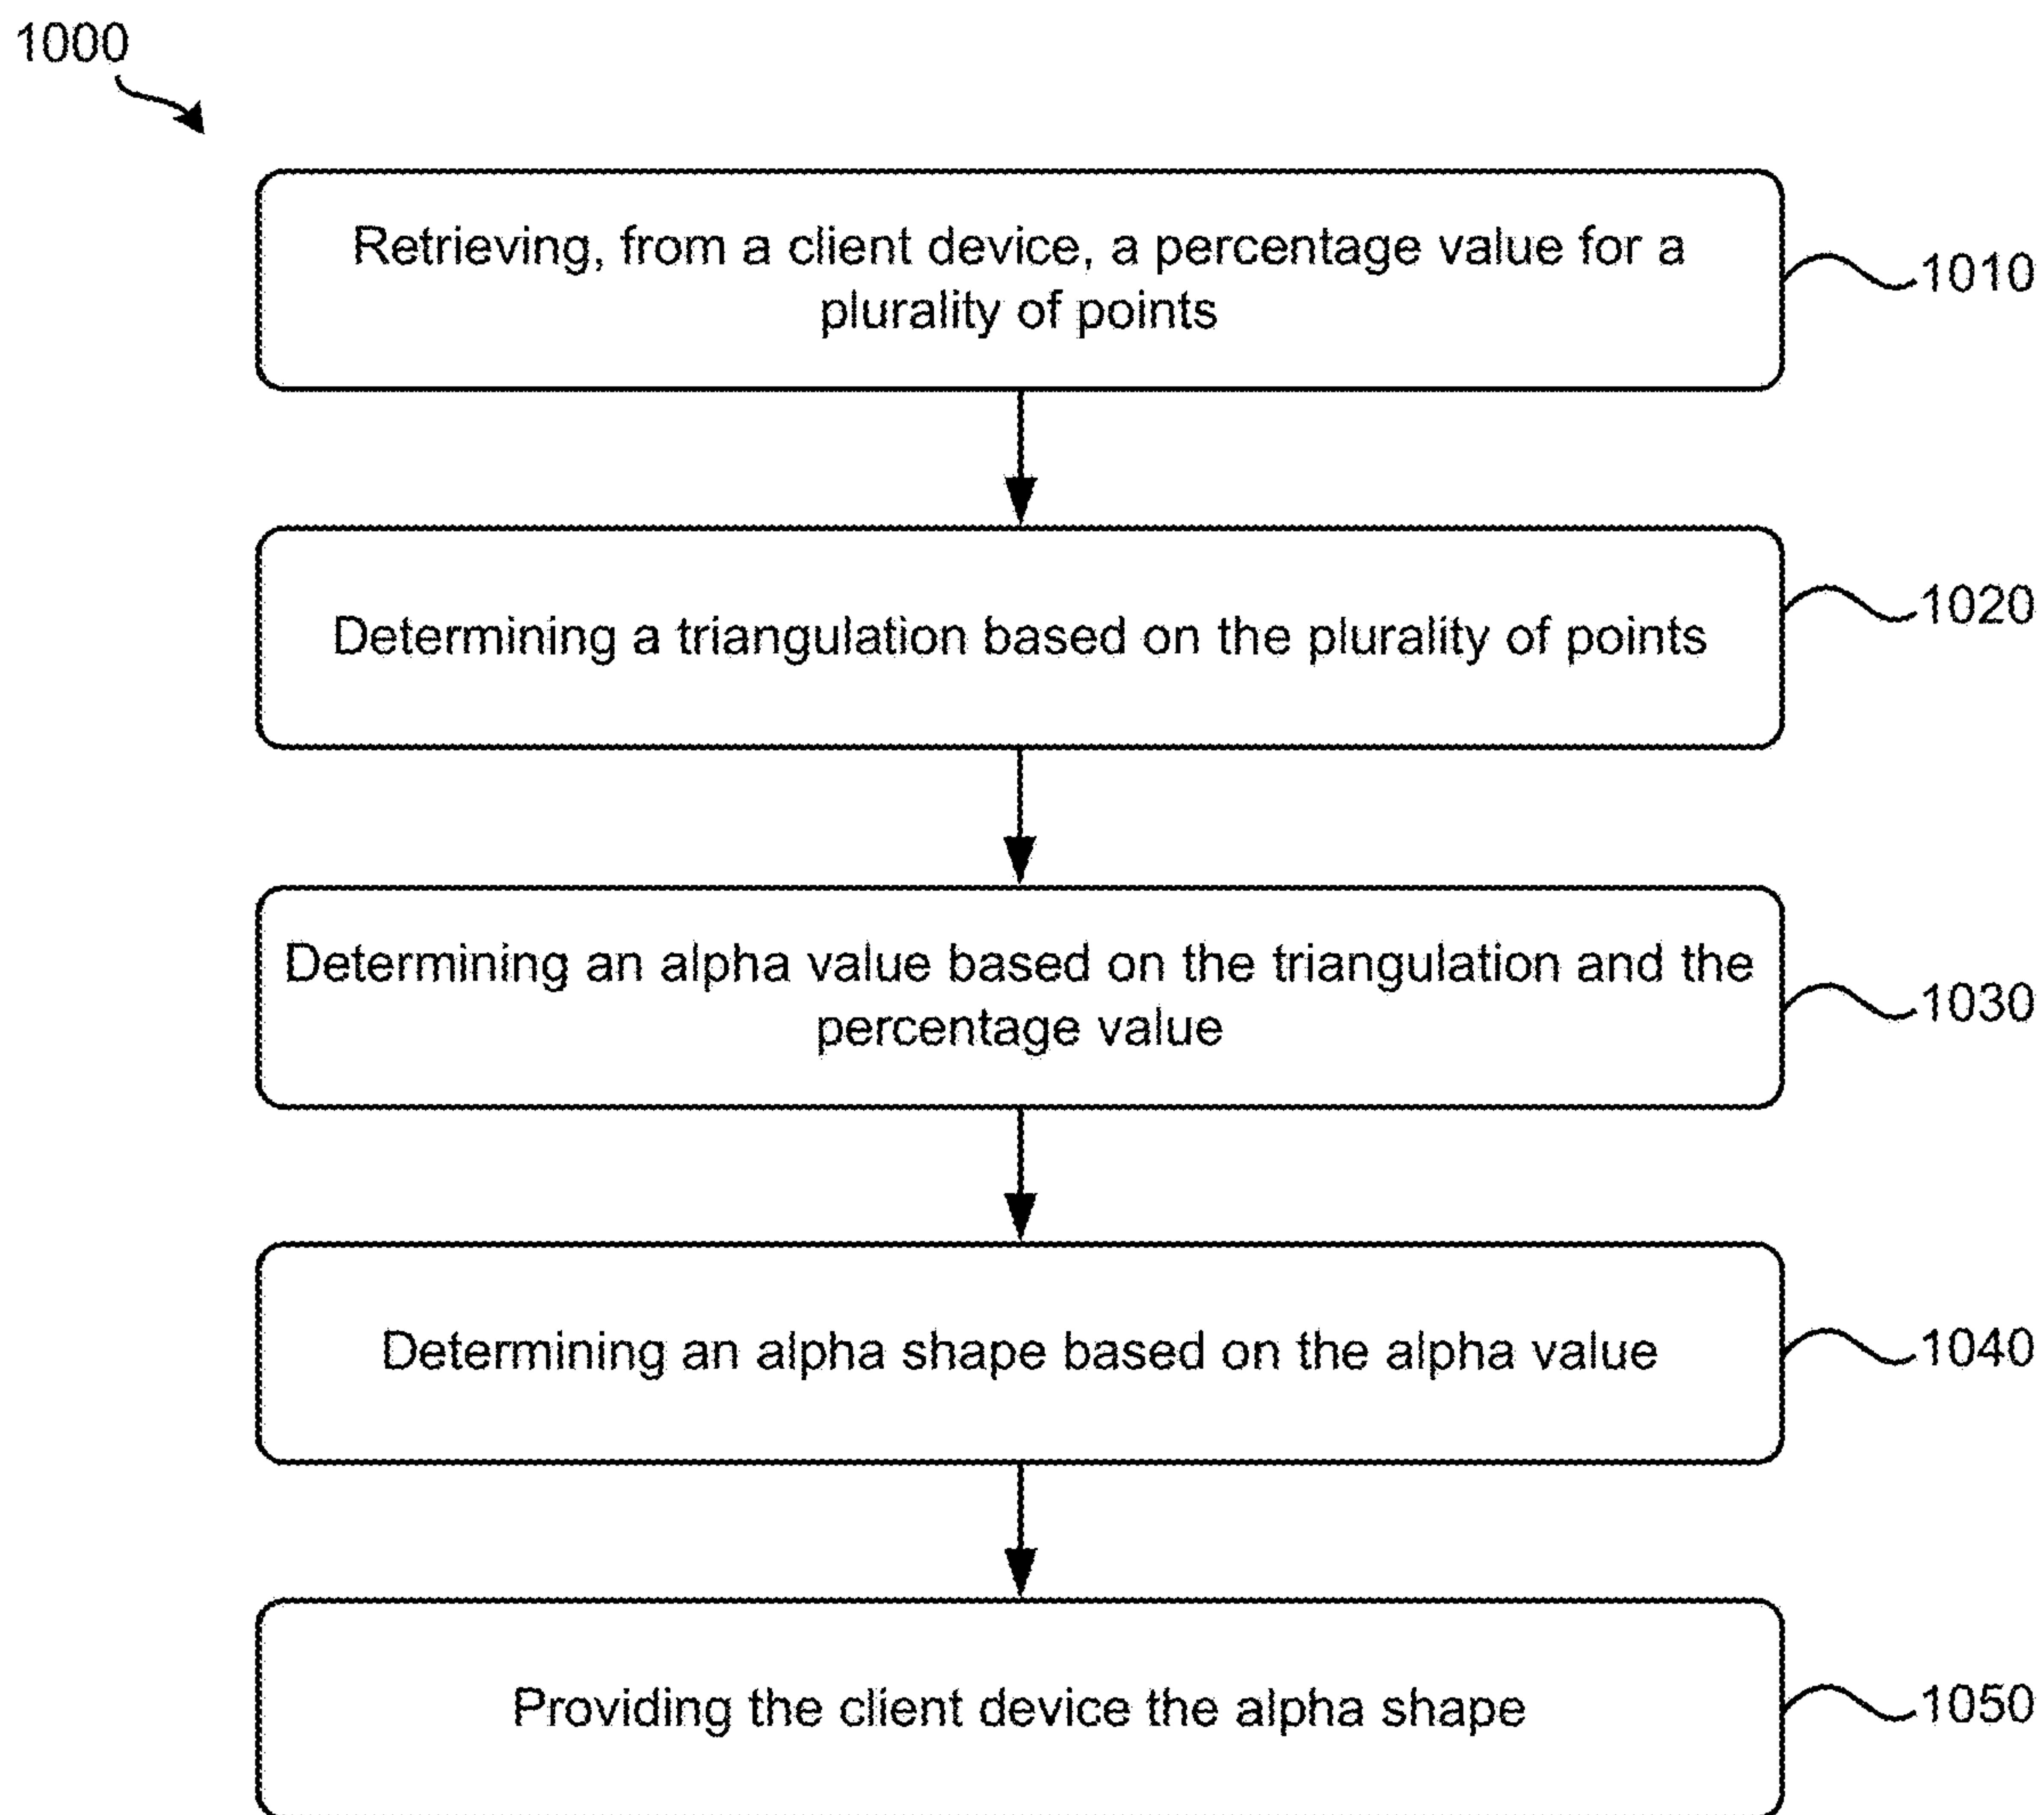 1000
Retrieving, from a client device, a percentage value for a
plurality of points
1010
Determining a triangulation based on the plurality of points
1020
Determining an alpha value based on the triangulation and the
percentage value
1030
Determining an alpha shape based on the alpha value
1040
Providing the client device the alpha shape
1050